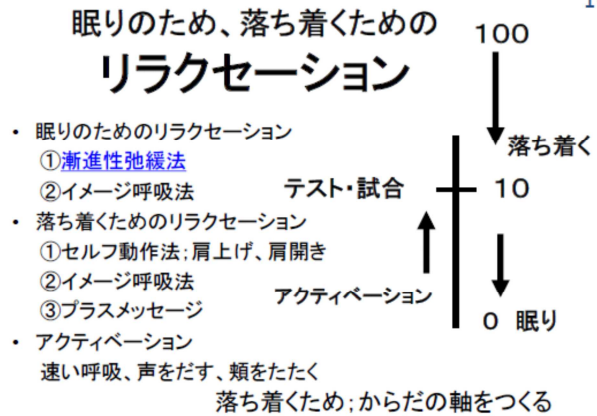 1
眠りのため、落ち着くための
リラクセーション
100
落ち着く
テスト・試合
10
アクティベーション
0 眠り
・ 眠りのためのリラクセーション
①漸進性弛緩法
②イメージ呼吸法
・ 落ち着くためのリラクセーション
①セルフ動作法；肩上げ、肩開き
②イメージ呼吸法
③プラスメッセージ
・ アクティベーション
速い呼吸、声をだす、頬をたたく
落ち着くため；からだの軸をつくる